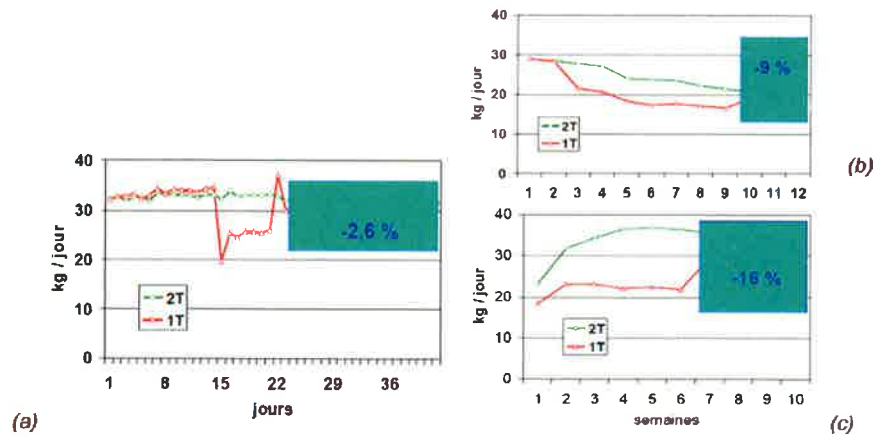 40
30
20
10
0
kg / jour
-2,6 %
2T
1T
1 8 15 22 29 36
jours
(a)
40
30
20
10
0
kg / jour
-9 %
2T
1T
1 2 3 4 5 6 7 8 9 10 11 12
(b)
40
30
20
10
0
kg / jour
-16 %
2T
1T
1 2 3 4 5 6 7 8 9 10
semaines
(c)